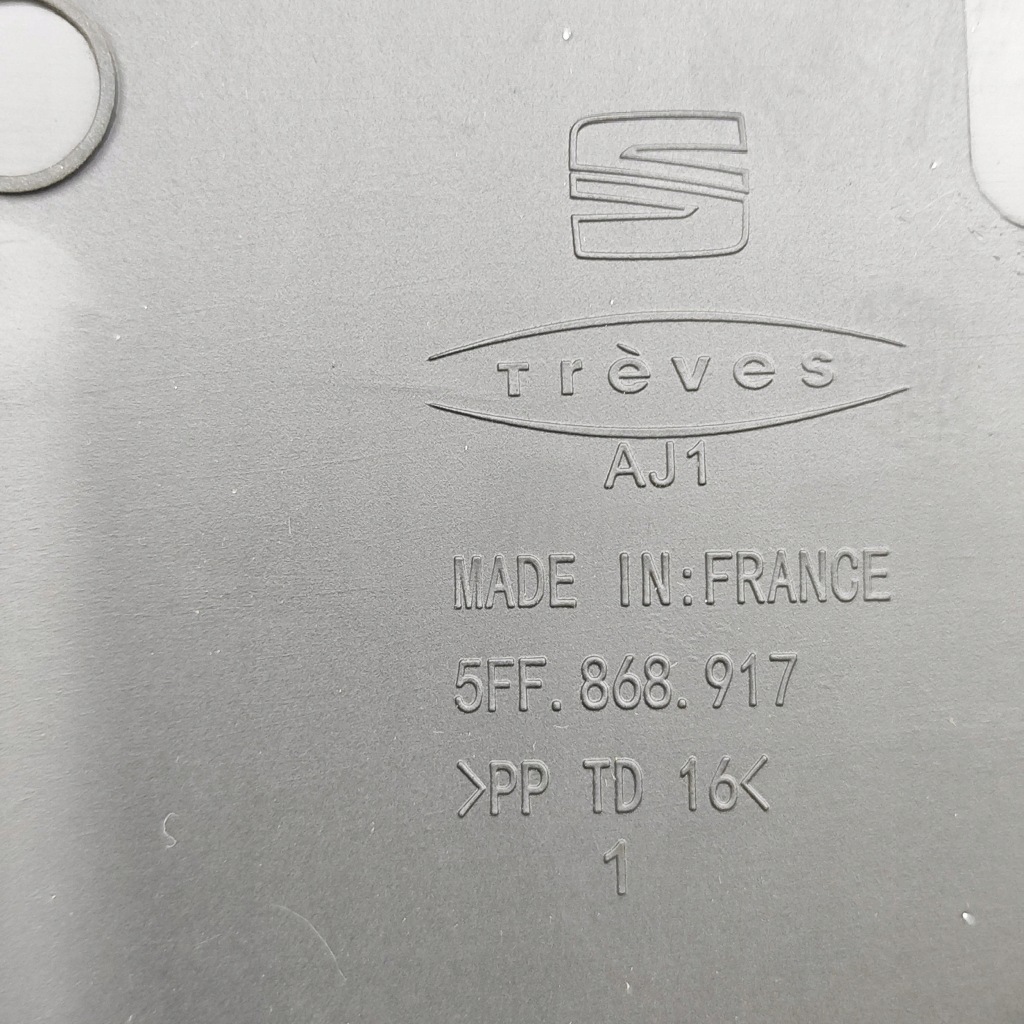 Trèves
AJ1
MADE IN:FRANCE
5FF.868.917
>PP TD 16<
1